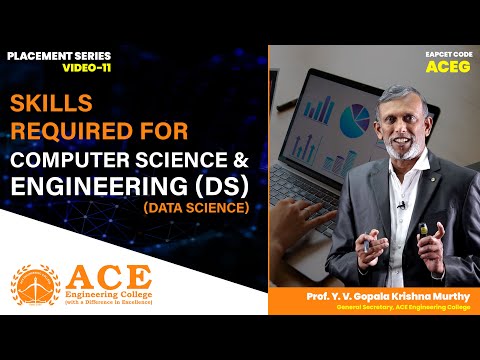 PLACEMENT SERIES
VIDEO-11
EAPCET CODE
ACEG
SKILLS
REQUIRED FOR
COMPUTER SCIENCE &
ENGINEERING (DS)
(DATA SCIENCE)
ACE
Engineering College
(with a Difference in Excellence)
Prof. Y. V. Gopala Krishna Murthy
General Secretary, ACE Engineering College